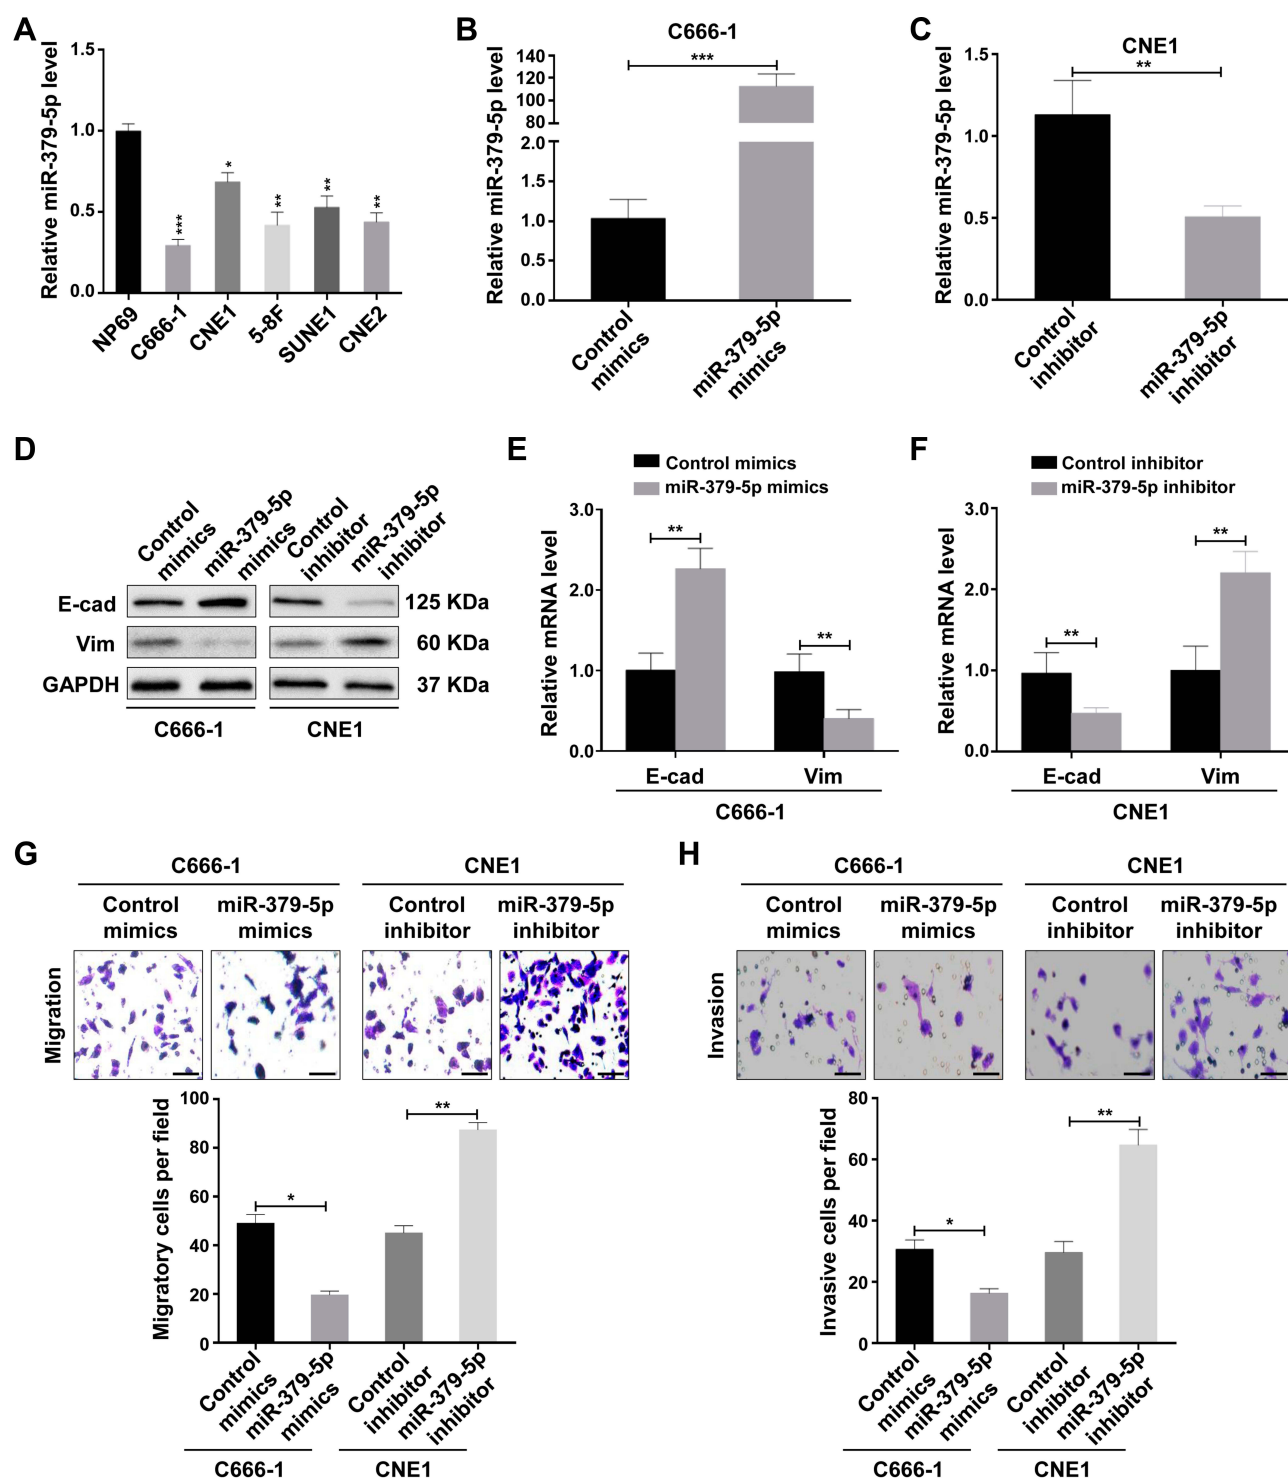 A
Relative miR-379-5p level
1.5
1.0
0.5
0.0
***
*
**
**
**
NP69
C666-1
CNE1
5-8F
SUNE1
CNE2
B
C666-1
Relative miR-379-5p level
140
120
100
80
2.0
1.5
1.0
0.5
0.0
***
Control
mimics
miR-379-5p
mimics
C
CNE1
Relative miR-379-5p level
1.5
1.0
0.5
0.0
**
Control
inhibitor
miR-379-5p
inhibitor
D
Control
mimics
miR-379-5p
mimics
Control
inhibitor
miR-379-5p
inhibitor
E-cad
125 KDa
Vim
60 KDa
GAPDH
37 KDa
C666-1
CNE1
E
Control mimics
miR-379-5p mimics
Relative mRNA level
3.0
2.0
1.0
0.0
**
**
E-cad
Vim
C666-1
F
Control inhibitor
miR-379-5p inhibitor
Relative mRNA level
3.0
2.0
1.0
0.0
**
**
E-cad
Vim
CNE1
G
C666-1
CNE1
Control
mimics
miR-379-5p
mimics
Control
inhibitor
miR-379-5p
inhibitor
Migration
Migratory cells per field
100
80
60
40
20
0
*
**
Control
mimics
miR-379-5p
mimics
Control
inhibitor
miR-379-5p
inhibitor
C666-1
CNE1
H
C666-1
CNE1
Control
mimics
miR-379-5p
mimics
Control
inhibitor
miR-379-5p
inhibitor
Invasion
Invasive cells per field
80
60
40
20
0
*
**
Control
mimics
miR-379-5p
mimics
Control
inhibitor
miR-379-5p
inhibitor
C666-1
CNE1